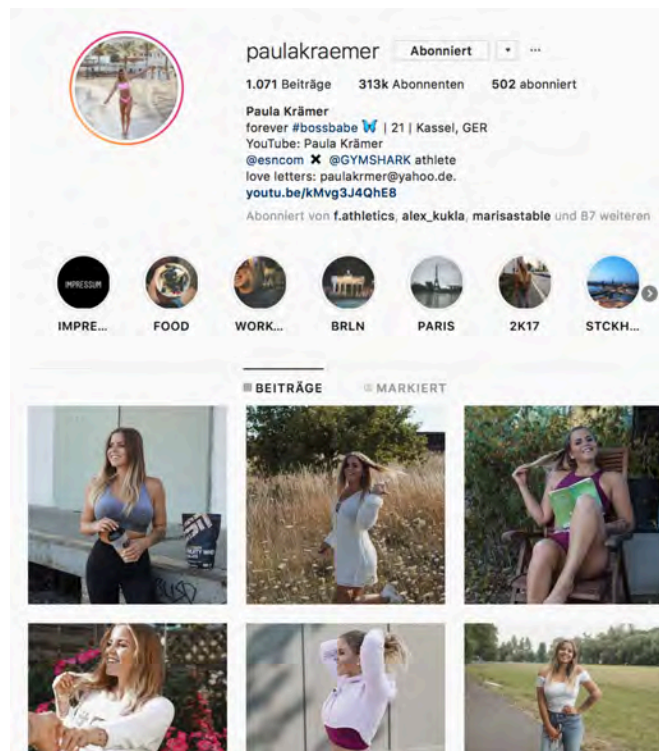 paulakraemer Abonniert ...
1.071 Beiträge 313k Abonnenten 502 abonniert
Paula Krämer
forever #bossbabe 🦋 | 21 | Kassel, GER
YouTube: Paula Krämer
@esncom ✖ @GYMSHARK athlete
love letters: paulakrmer@yahoo.de.
youtu.be/kMvg3J4QhE8
Abonniert von f.athletics, alex_kukla, marisastable und 87 weiteren
IMPRESSUM
IMPRE... FOOD WORK... BRLN PARIS 2K17 STCKH...
BEITRÄGE MARKIERT